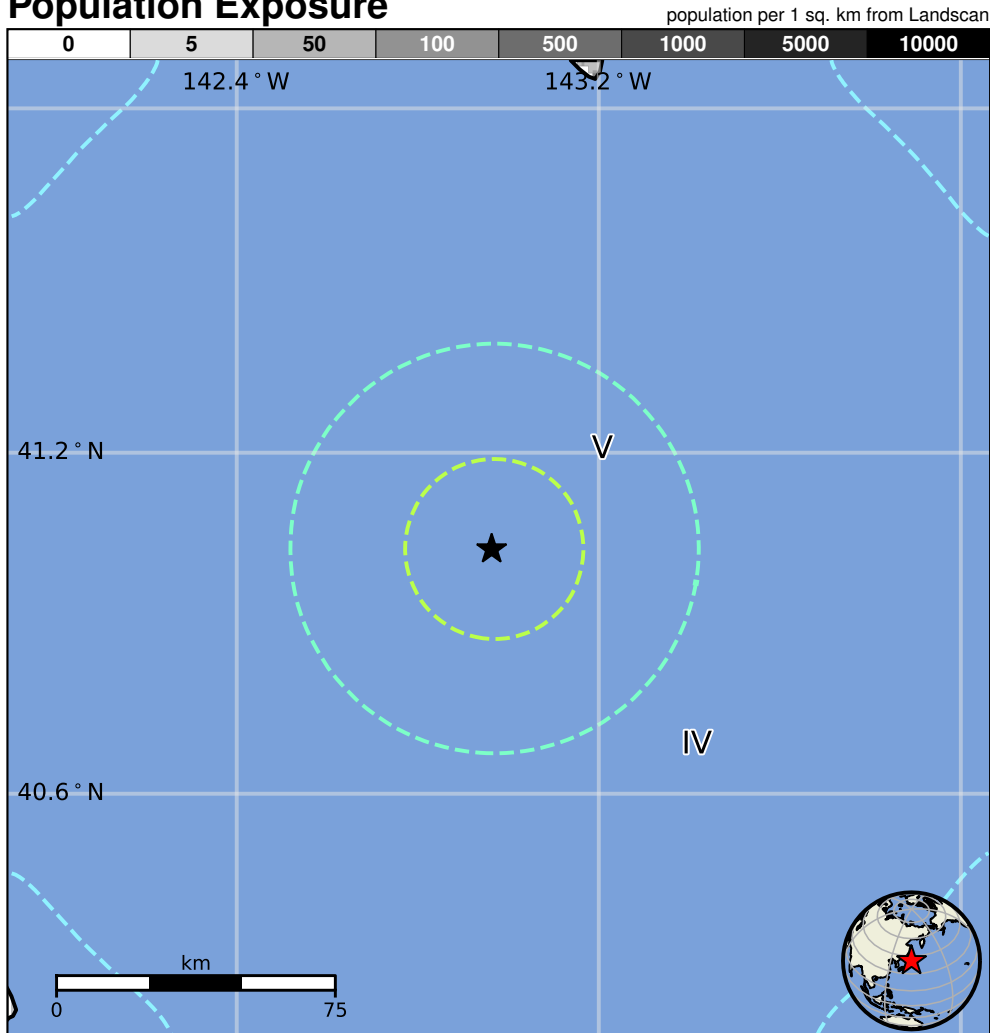 Population Exposure
population per 1 sq. km from Landscan
0 5 50 100 500 1000 5000 10000
142.4°W 143.2°W
41.2°N
V
IV
40.6°N
km
0 75